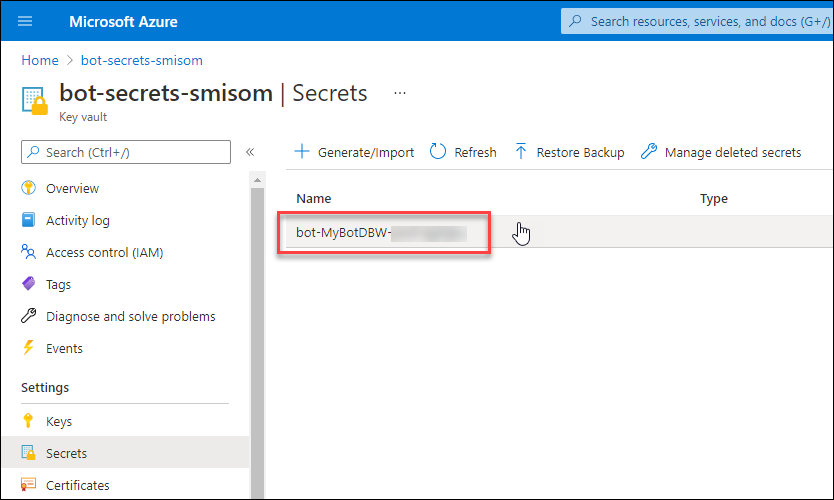 Microsoft Azure
Search resources, services, and docs (G+/)
Home > bot-secrets-smisom
bot-secrets-smisom | Secrets ...
Key vault
Search (Ctrl+/)
«
Generate/Import
Refresh
Restore Backup
Manage deleted secrets
Overview
Activity log
Access control (IAM)
Tags
Diagnose and solve problems
Events
Settings
Keys
Secrets
Certificates
Name
Type
bot-MyBotDBW-